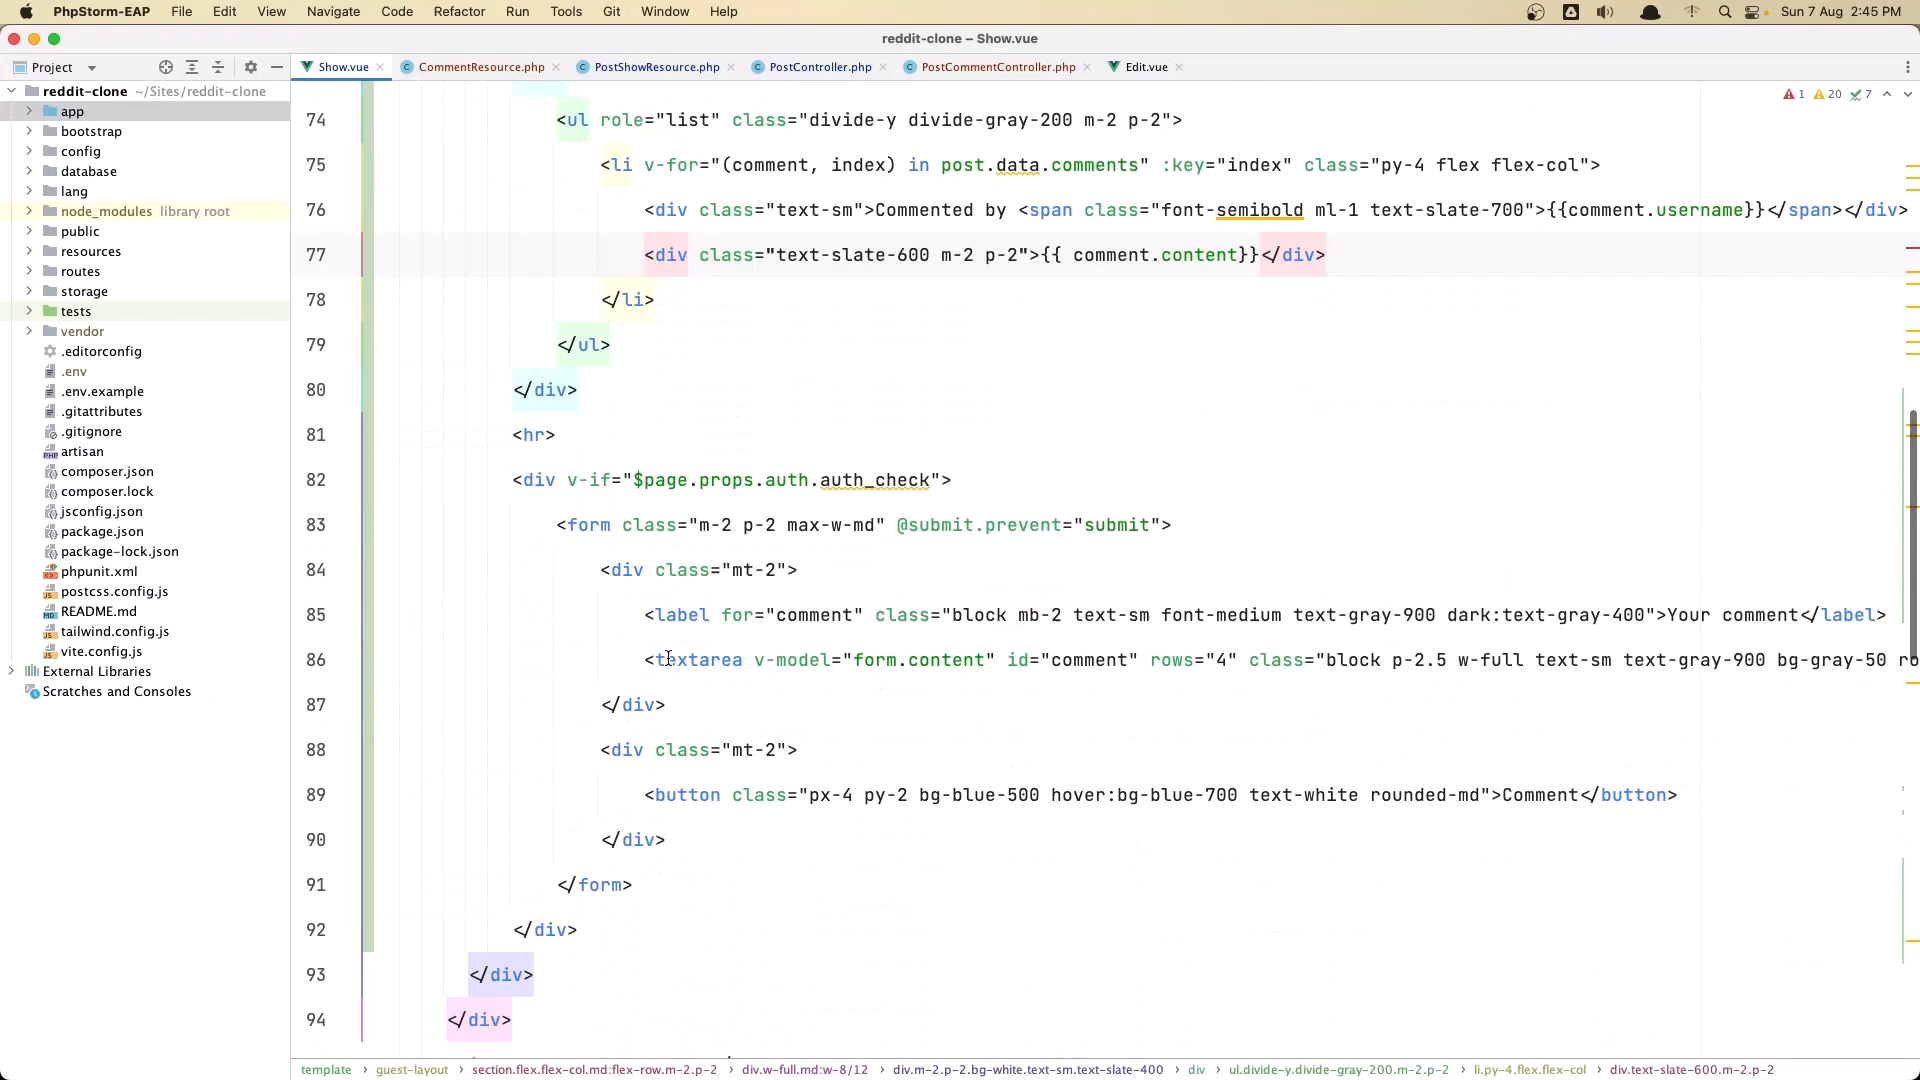 PhpStorm-EAP File Edit View Navigate Code Refactor Run Tools Git Window Help Sun 7 Aug 2:45 PM
reddit-clone – Show.vue
Project
Show.vue CommentResource.php PostShowResource.php PostController.php PostCommentController.php Edit.vue
1 20 7
reddit-clone ~/Sites/reddit-clone
app
bootstrap
config
database
lang
node_modules library root
public
resources
routes
storage
tests
vendor
.editorconfig
.env
.env.example
.gitattributes
.gitignore
artisan
composer.json
composer.lock
jsconfig.json
package.json
package-lock.json
phpunit.xml
postcss.config.js
README.md
tailwind.config.js
vite.config.js
External Libraries
Scratches and Consoles
74 <ul role="list" class="divide-y divide-gray-200 m-2 p-2">
75 <li v-for="(comment, index) in post.data.comments" :key="index" class="py-4 flex flex-col">
76 <div class="text-sm">Commented by <span class="font-semibold ml-1 text-slate-700">{{comment.username}}</span></div>
77 <div class="text-slate-600 m-2 p-2">{{ comment.content}}</div>
78 </li>
79 </ul>
80 </div>
81 <hr>
82 <div v-if="$page.props.auth.auth_check">
83 <form class="m-2 p-2 max-w-md" @submit.prevent="submit">
84 <div class="mt-2">
85 <label for="comment" class="block mb-2 text-sm font-medium text-gray-900 dark:text-gray-400">Your comment</label>
86 <textarea v-model="form.content" id="comment" rows="4" class="block p-2.5 w-full text-sm text-gray-900 bg-gray-50 ro
87 </div>
88 <div class="mt-2">
89 <button class="px-4 py-2 bg-blue-500 hover:bg-blue-700 text-white rounded-md">Comment</button>
90 </div>
91 </form>
92 </div>
93 </div>
94 </div>
template guest-layout section.flex.flex-col.md:flex-row.m-2.p-2 div.w-full.md:w-8/12 div.m-2.p-2.bg-white.text-sm.text-slate-400 div ul.divide-y.divide-gray-200.m-2.p-2 li.py-4.flex.flex-col div.text-slate-600.m-2.p-2